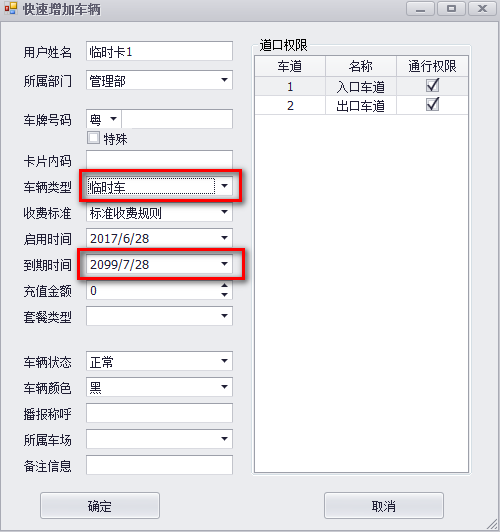 快速增加车辆
用户姓名 临时卡1
所属部门 管理部
车牌号码 粤
特殊
卡片内码
车辆类型 临时车
收费标准 标准收费规则
启用时间 2017/6/28
到期时间 2099/7/28
充值金额 0
套餐类型
车辆状态 正常
车辆颜色 黑
播报称呼
所属车场
备注信息
道口权限
车道 名称 通行权限
1 入口车道
2 出口车道
确定 取消